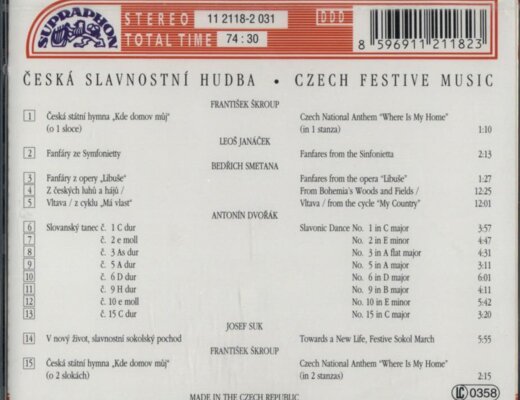 SUPRAPHON
STEREO 11 2118-2 031 DDD
TOTAL TIME 74:30
8 596911 211823
ČESKÁ SLAVNOSTNÍ HUDBA • CZECH FESTIVE MUSIC
FRANTIŠEK ŠKROUP
1 Česká státní hymna „Kde domov můj“ Czech National Anthem “Where Is My Home”
(o 1 sloce) (in 1 stanza) 1:10
LEOŠ JANÁČEK
2 Fanfáry ze Symfonietty Fanfares from the Sinfonietta 2:13
BEDŘICH SMETANA
3 Fanfáry z opery „Libuše“ Fanfares from the opera “Libuše” 1:27
4 Z českých luhů a hájů / From Bohemia's Woods and Fields / 12:25
5 Vltava / z cyklu „Má vlast“ Vltava / from the cycle “My Country” 12:01
ANTONÍN DVOŘÁK
6 Slovanský tanec č. 1 C dur Slavonic Dance No. 1 in C major 3:57
7 č. 2 e moll No. 2 in E minor 4:47
8 č. 3 As dur No. 3 in A flat major 4:31
9 č. 5 A dur No. 5 in A major 3:11
10 č. 6 D dur No. 6 in D major 6:01
11 č. 9 H dur No. 9 in B major 4:11
12 č. 10 e moll No. 10 in E minor 5:42
13 č. 15 C dur No. 15 in C major 3:20
JOSEF SUK
14 V nový život, slavnostní sokolský pochod Towards a New Life, Festive Sokol March 5:55
FRANTIŠEK ŠKROUP
15 Česká státní hymna „Kde domov můj“ Czech National Anthem “Where Is My Home”
(o 2 slokách) (in 2 stanzas) 2:15
MADE IN THE CZECH REPUBLIC
LC 0358